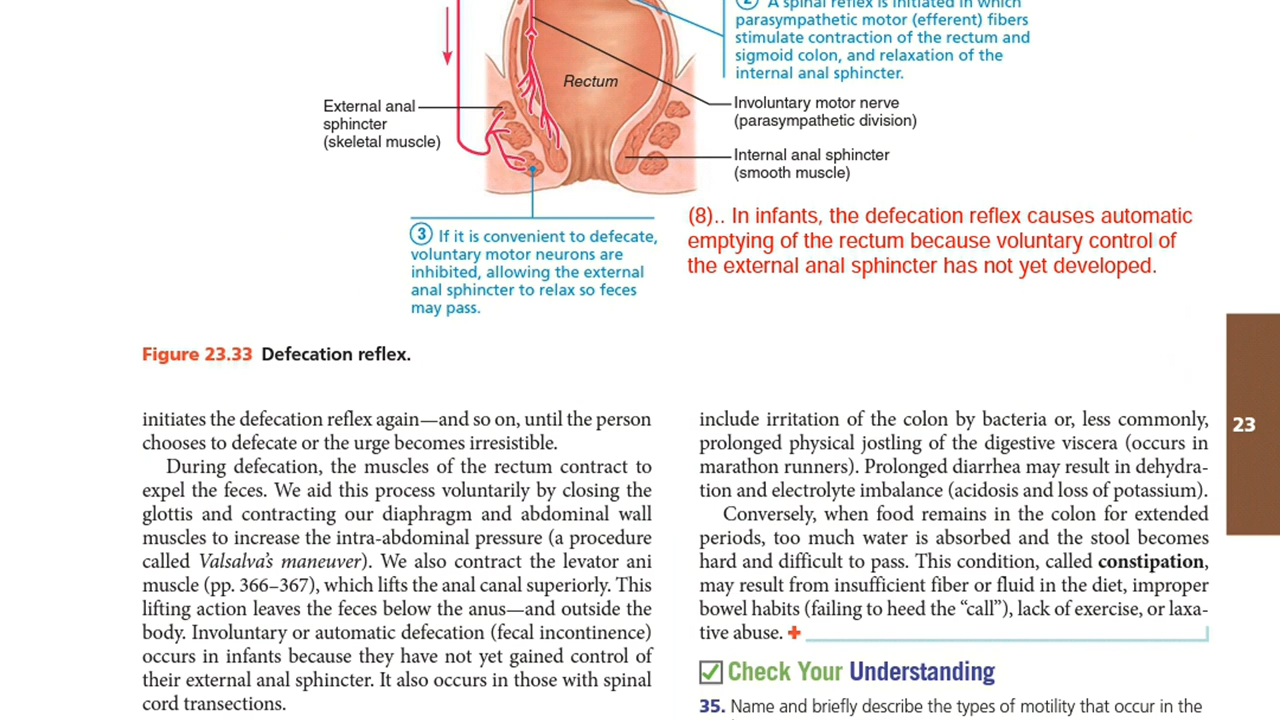 ② A spinal reflex is initiated in which
parasympathetic motor (efferent) fibers
stimulate contraction of the rectum and
sigmoid colon, and relaxation of the
internal anal sphincter.
Rectum
External anal
sphincter
(skeletal muscle)
Involuntary motor nerve
(parasympathetic division)
Internal anal sphincter
(smooth muscle)
③ If it is convenient to defecate,
voluntary motor neurons are
inhibited, allowing the external
anal sphincter to relax so feces
may pass.
(8).. In infants, the defecation reflex causes automatic
emptying of the rectum because voluntary control of
the external anal sphincter has not yet developed.
Figure 23.33 Defecation reflex.
initiates the defecation reflex again—and so on, until the person
chooses to defecate or the urge becomes irresistible.
During defecation, the muscles of the rectum contract to
expel the feces. We aid this process voluntarily by closing the
glottis and contracting our diaphragm and abdominal wall
muscles to increase the intra-abdominal pressure (a procedure
called Valsalva's maneuver). We also contract the levator ani
muscle (pp. 366–367), which lifts the anal canal superiorly. This
lifting action leaves the feces below the anus—and outside the
body. Involuntary or automatic defecation (fecal incontinence)
occurs in infants because they have not yet gained control of
their external anal sphincter. It also occurs in those with spinal
cord transections.
include irritation of the colon by bacteria or, less commonly,
prolonged physical jostling of the digestive viscera (occurs in
marathon runners). Prolonged diarrhea may result in dehydra-
tion and electrolyte imbalance (acidosis and loss of potassium).
Conversely, when food remains in the colon for extended
periods, too much water is absorbed and the stool becomes
hard and difficult to pass. This condition, called constipation,
may result from insufficient fiber or fluid in the diet, improper
bowel habits (failing to heed the “call”), lack of exercise, or laxa-
tive abuse. +
23
Check Your Understanding
35. Name and briefly describe the types of motility that occur in the